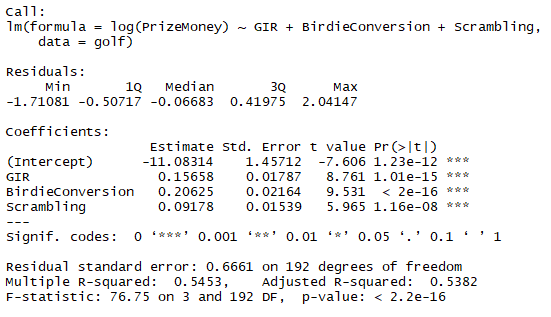 Call:
lm(formula = log(PrizeMoney) ~ GIR + BirdieConversion + Scrambling,
    data = golf)

Residuals:
     Min       1Q   Median       3Q      Max
-1.71081 -0.50717 -0.06683  0.41975  2.04147

Coefficients:
                  Estimate Std. Error t value Pr(>|t|)
(Intercept)      -11.08314    1.45712  -7.606 1.23e-12 ***
GIR                0.15658    0.01787   8.761 1.01e-15 ***
BirdieConversion   0.20625    0.02164   9.531  < 2e-16 ***
Scrambling         0.09178    0.01539   5.965 1.16e-08 ***
---
Signif. codes:  0 ‘***’ 0.001 ‘**’ 0.01 ‘*’ 0.05 ‘.’ 0.1 ‘ ’ 1

Residual standard error: 0.6661 on 192 degrees of freedom
Multiple R-squared:  0.5453,    Adjusted R-squared:  0.5382
F-statistic: 76.75 on 3 and 192 DF,  p-value: < 2.2e-16